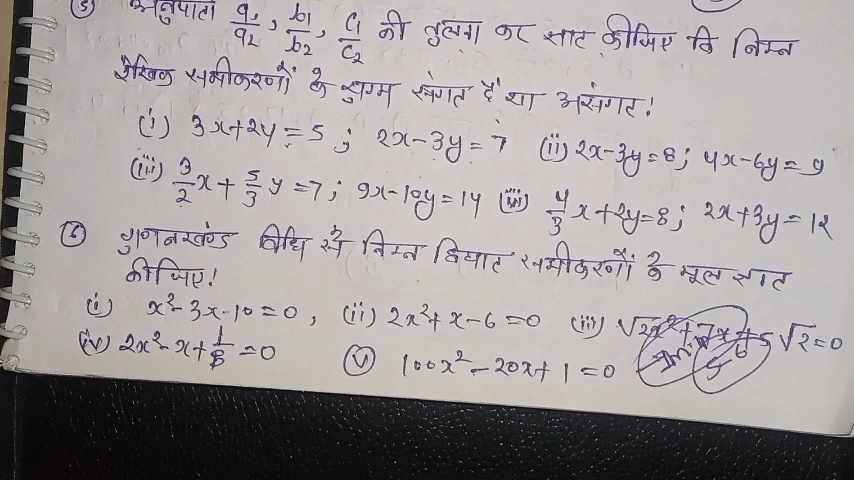 (5) अनुपातों a1/a2, b1/b2, c1/c2 की तुलना कर ज्ञात कीजिए कि निम्न
रैखिक समीकरणों के युग्म संगत हैं या असंगत!
(i) 3x+2y=5 ; 2x-3y=7 (ii) 2x-3y=8; 4x-6y=9
(iii) 3/2x+5/3y=7; 9x-10y=14 4/3x+2y=8; 2x+3y=12
(6) गुणनखंड विधि से निम्न द्विघात समीकरणों के मूल ज्ञात
कीजिए!
(i) x²-3x-10=0, (ii) 2x²+x-6=0 (iii) √2x²+7x+5√2=0
(iv) 2x²-x+1/8=0 (v) 100x²-20x+1=0